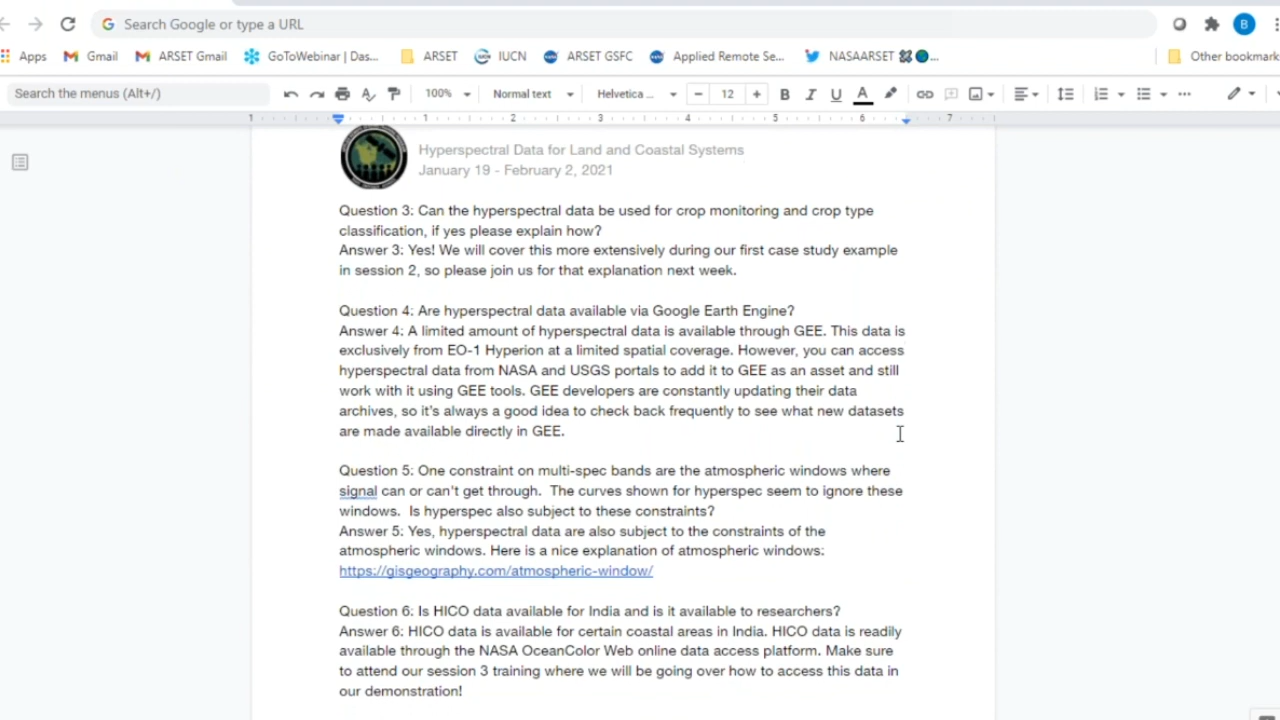 Search Google or type a URL
B
Apps Gmail ARSET Gmail GoToWebinar | Das... ARSET IUCN ARSET GSFC Applied Remote Se... NASAARSET ... Other bookmark
Search the menus (Alt+/) 100% Normal text Helvetica ... − 12 + B I U A
1 1 2 3 4 5 6 7
Hyperspectral Data for Land and Coastal Systems
January 19 - February 2, 2021
Question 3: Can the hyperspectral data be used for crop monitoring and crop type
classification, if yes please explain how?
Answer 3: Yes! We will cover this more extensively during our first case study example
in session 2, so please join us for that explanation next week.
Question 4: Are hyperspectral data available via Google Earth Engine?
Answer 4: A limited amount of hyperspectral data is available through GEE. This data is
exclusively from EO-1 Hyperion at a limited spatial coverage. However, you can access
hyperspectral data from NASA and USGS portals to add it to GEE as an asset and still
work with it using GEE tools. GEE developers are constantly updating their data
archives, so it's always a good idea to check back frequently to see what new datasets
are made available directly in GEE.
Question 5: One constraint on multi-spec bands are the atmospheric windows where
signal can or can't get through.  The curves shown for hyperspec seem to ignore these
windows.  Is hyperspec also subject to these constraints?
Answer 5: Yes, hyperspectral data are also subject to the constraints of the
atmospheric windows. Here is a nice explanation of atmospheric windows:
https://gisgeography.com/atmospheric-window/
Question 6: Is HICO data available for India and is it available to researchers?
Answer 6: HICO data is available for certain coastal areas in India. HICO data is readily
available through the NASA OceanColor Web online data access platform. Make sure
to attend our session 3 training where we will be going over how to access this data in
our demonstration!